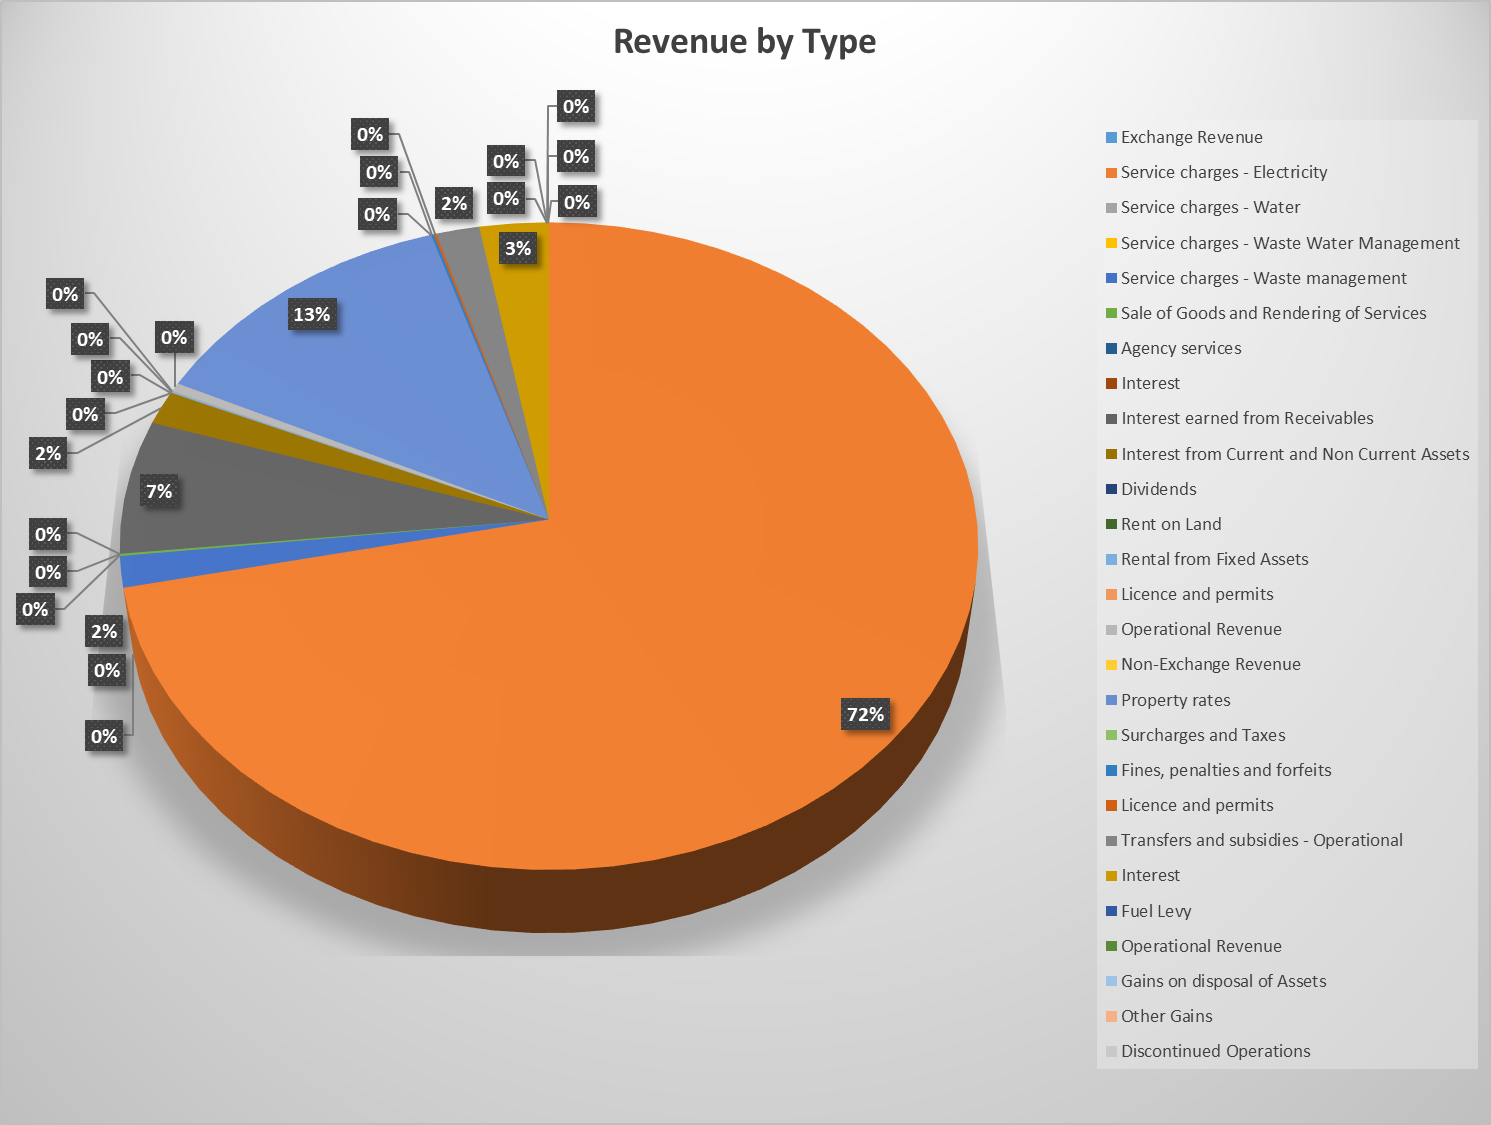 Revenue by Type
0%
0%
0%
0%
0%
0%
0%
2%
0%
0%
0%
3%
0%
13%
0%
0%
0%
0%
2%
7%
0%
0%
0%
2%
0%
72%
0%
Exchange Revenue
Service charges - Electricity
Service charges - Water
Service charges - Waste Water Management
Service charges - Waste management
Sale of Goods and Rendering of Services
Agency services
Interest
Interest earned from Receivables
Interest from Current and Non Current Assets
Dividends
Rent on Land
Rental from Fixed Assets
Licence and permits
Operational Revenue
Non-Exchange Revenue
Property rates
Surcharges and Taxes
Fines, penalties and forfeits
Licence and permits
Transfers and subsidies - Operational
Interest
Fuel Levy
Operational Revenue
Gains on disposal of Assets
Other Gains
Discontinued Operations